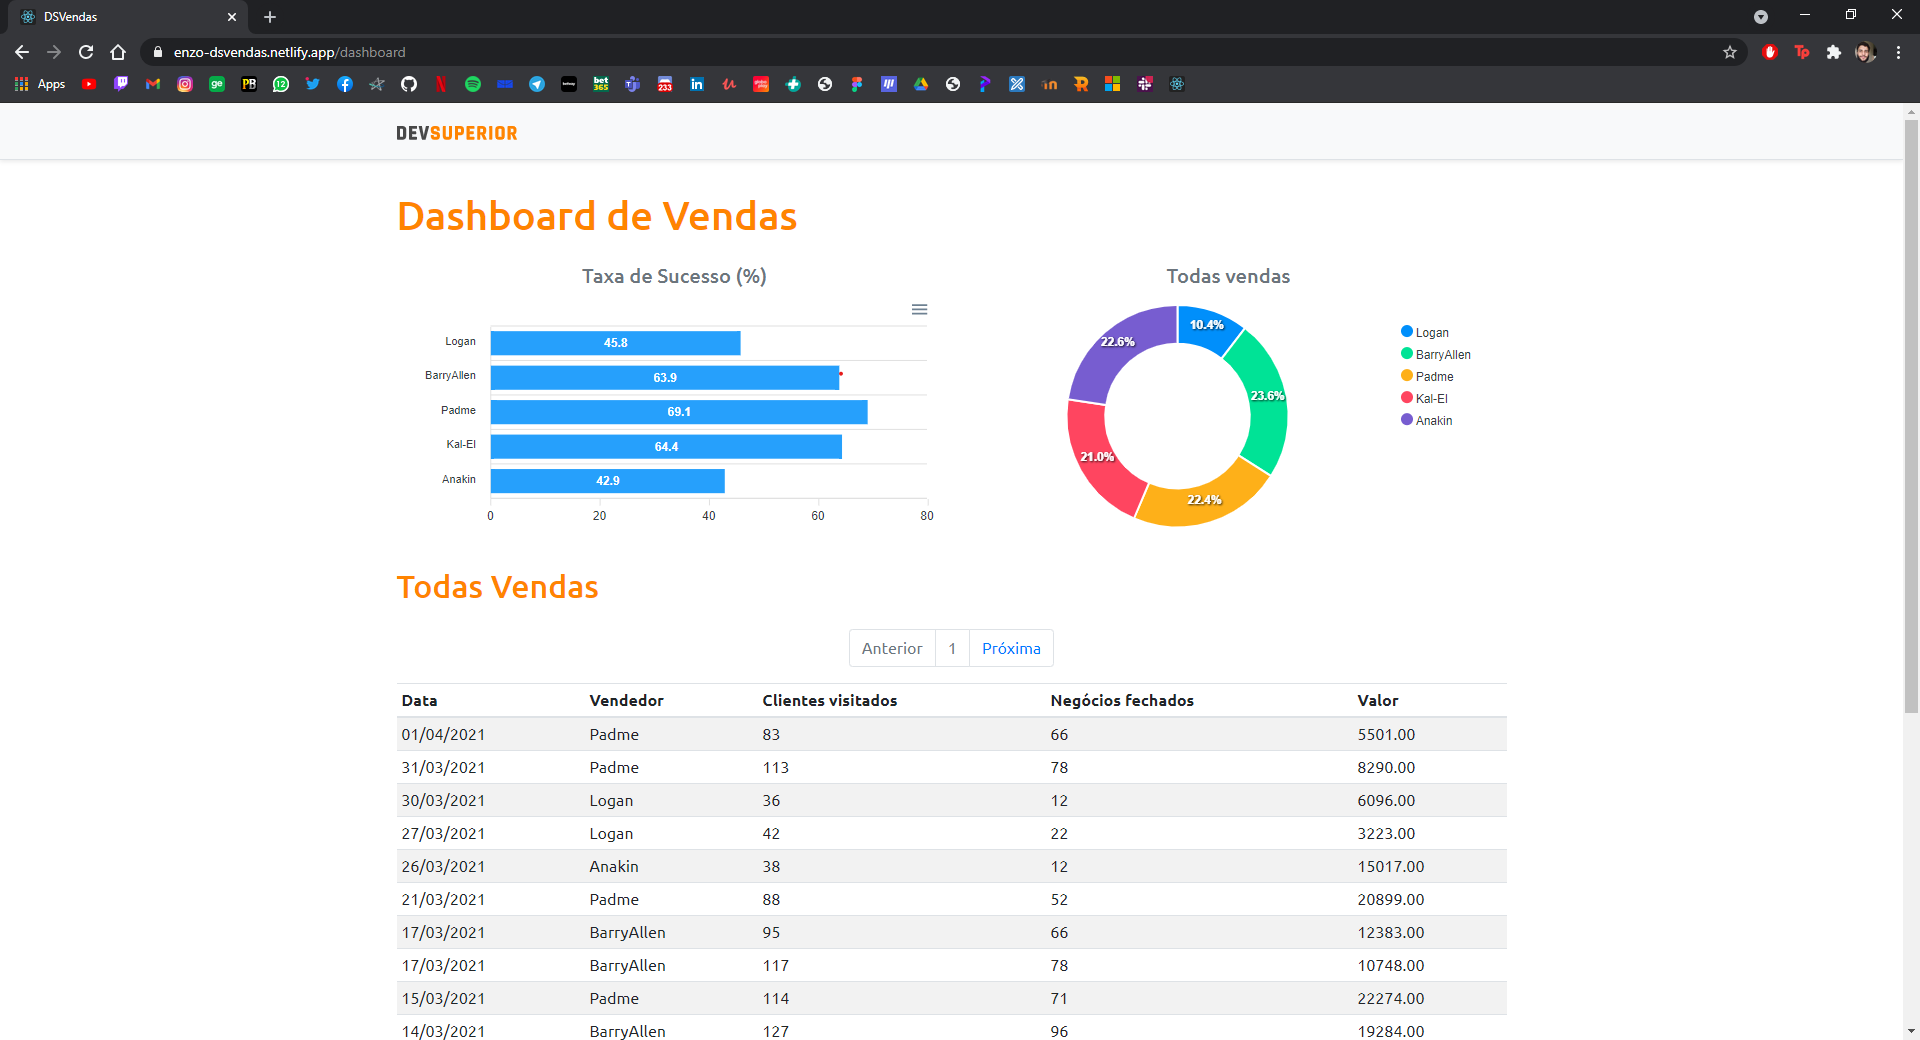 DSVendas
enzo-dsvendas.netlify.app/dashboard
Apps
DEVSUPERIOR
Dashboard de Vendas
Taxa de Sucesso (%)
Logan 45.8
BarryAllen 63.9
Padme 69.1
Kal-El 64.4
Anakin 42.9
0 20 40 60 80
Todas vendas
10.4%
23.6%
22.4%
21.0%
22.6%
Logan
BarryAllen
Padme
Kal-El
Anakin
Todas Vendas
Anterior 1 Próxima
Data Vendedor Clientes visitados Negócios fechados Valor
01/04/2021 Padme 83 66 5501.00
31/03/2021 Padme 113 78 8290.00
30/03/2021 Logan 36 12 6096.00
27/03/2021 Logan 42 22 3223.00
26/03/2021 Anakin 38 12 15017.00
21/03/2021 Padme 88 52 20899.00
17/03/2021 BarryAllen 95 66 12383.00
17/03/2021 BarryAllen 117 78 10748.00
15/03/2021 Padme 114 71 22274.00
14/03/2021 BarryAllen 127 96 19284.00